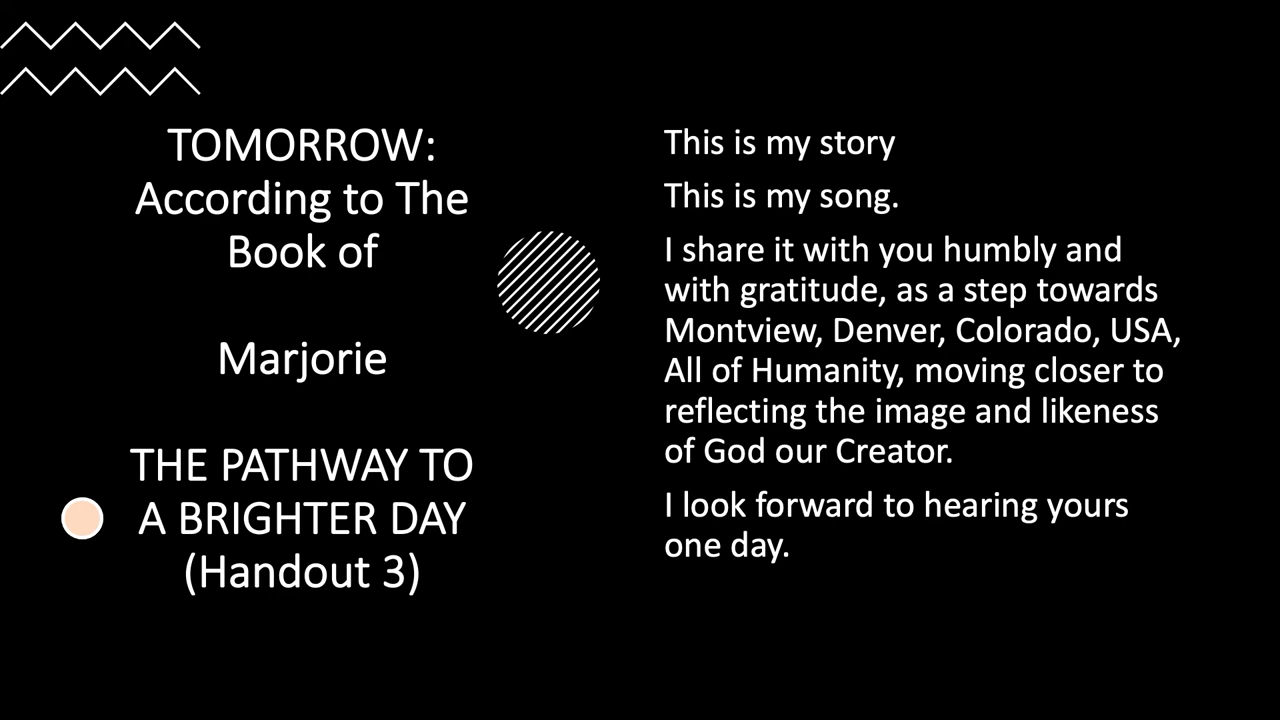 TOMORROW:
According to The
Book of
Marjorie
THE PATHWAY TO
A BRIGHTER DAY
(Handout 3)
This is my story
This is my song.
I share it with you humbly and
with gratitude, as a step towards
Montview, Denver, Colorado, USA,
All of Humanity, moving closer to
reflecting the image and likeness
of God our Creator.
I look forward to hearing yours
one day.